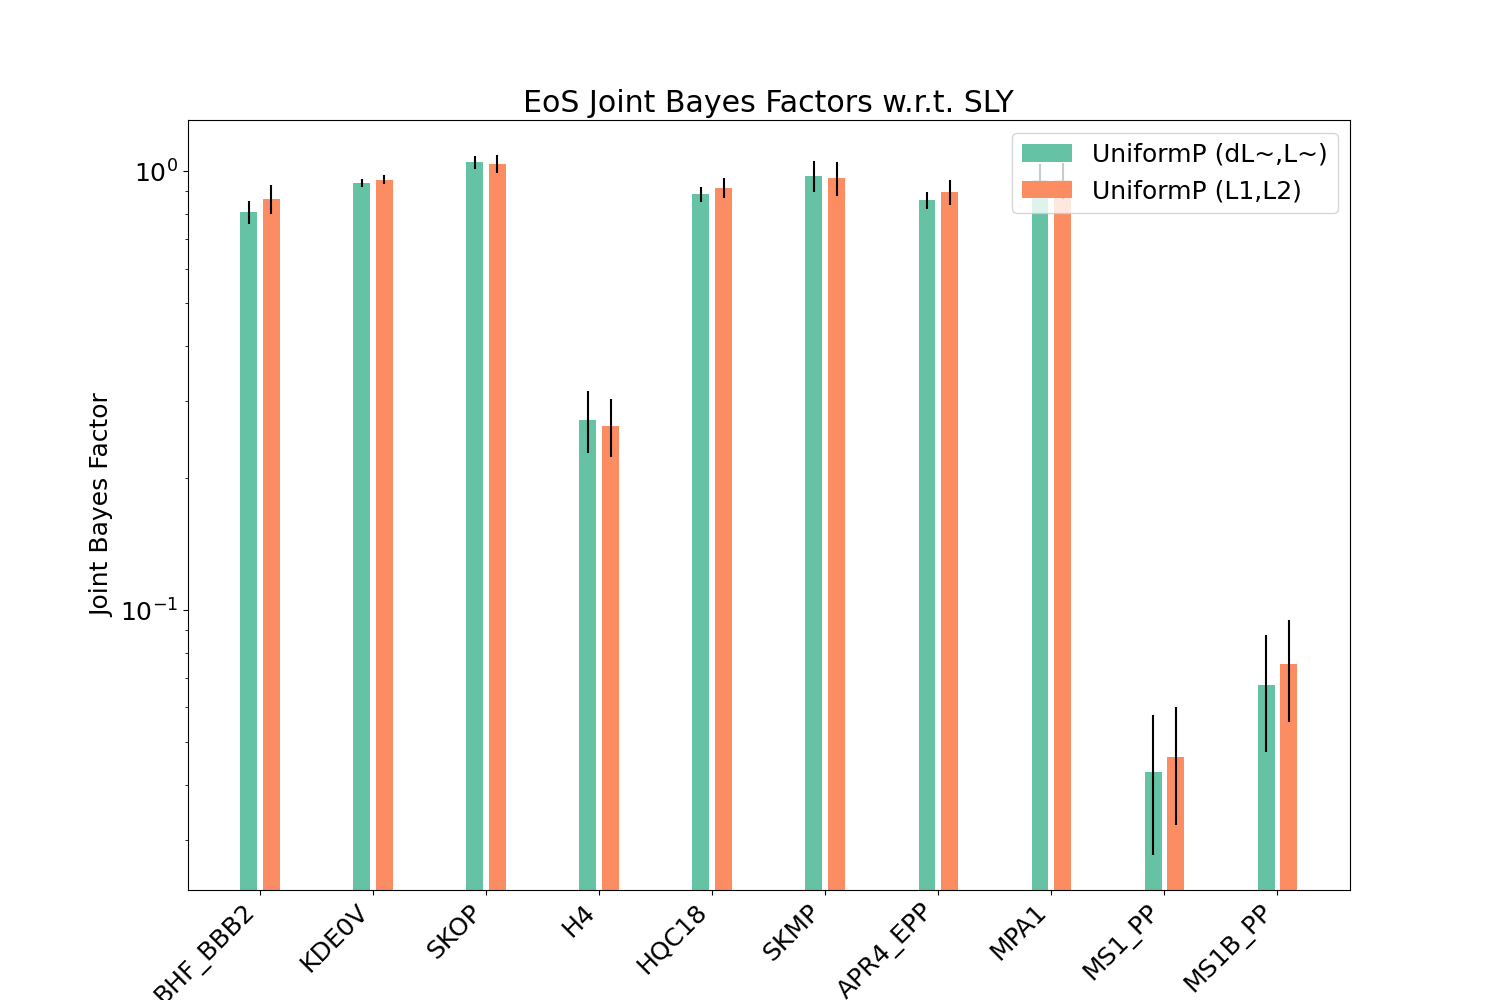 EoS Joint Bayes Factors w.r.t. SLY
UniformP (dL~,L~)
UniformP (L1,L2)
Joint Bayes Factor
10⁰
10⁻¹
BHF_BBB2
KDE0V
SKOP
H4
HQC18
SKMP
APR4_EPP
MPA1
MS1_PP
MS1B_PP